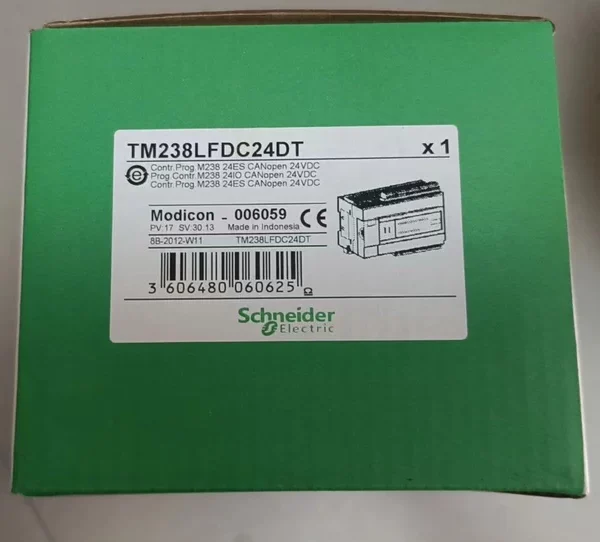 TM238LFDC24DT x 1
Contr.Prog.M238 24ES CANopen 24VDC
Prog Contr.M238 24IO CANopen 24VDC
Contr.Prog.M238 24ES CANopen 24VDC
Modicon - 006059 CE
PV:17 SV:30.13 Made in Indonesia
8B-2012-W11 TM238LFDC24DT
3 606480 060625
Schneider
Electric